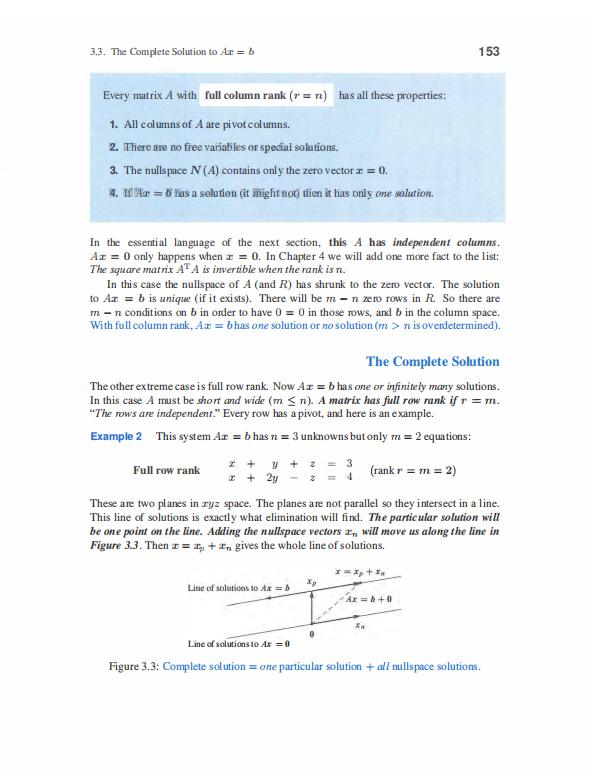 3.3. The Complete Solution to Ax = b 153
Every matrix A with full column rank (r = n) has all these properties:
1. All columns of A are pivot columns.
2. There are no free variables or special solutions.
3. The nullspace N(A) contains only the zero vector x = 0.
4. If Ax = b has a solution (it might not) then it has only one solution.
In the essential language of the next section, this A has independent columns.
Ax = 0 only happens when x = 0. In Chapter 4 we will add one more fact to the list:
The square matrix AᵀA is invertible when the rank is n.
In this case the nullspace of A (and R) has shrunk to the zero vector. The solution
to Ax = b is unique (if it exists). There will be m − n zero rows in R. So there are
m − n conditions on b in order to have 0 = 0 in those rows, and b in the column space.
With full column rank, Ax = b has one solution or no solution (m > n is overdetermined).
The Complete Solution
The other extreme case is full row rank. Now Ax = b has one or infinitely many solutions.
In this case A must be short and wide (m ≤ n). A matrix has full row rank if r = m.
“The rows are independent.” Every row has a pivot, and here is an example.
Example 2 This system Ax = b has n = 3 unknowns but only m = 2 equations:
Full row rank
x + y + z = 3
x + 2y − z = 4
(rank r = m = 2)
These are two planes in xyz space. The planes are not parallel so they intersect in a line.
This line of solutions is exactly what elimination will find. The particular solution will
be one point on the line. Adding the nullspace vectors xₙ will move us along the line in
Figure 3.3. Then x = xₚ + xₙ gives the whole line of solutions.
x = xₚ + xₙ
Line of solutions to Ax = b
xₚ
Ax = b + 0
xₙ
0
Line of solutions to Ax = 0
Figure 3.3: Complete solution = one particular solution + all nullspace solutions.